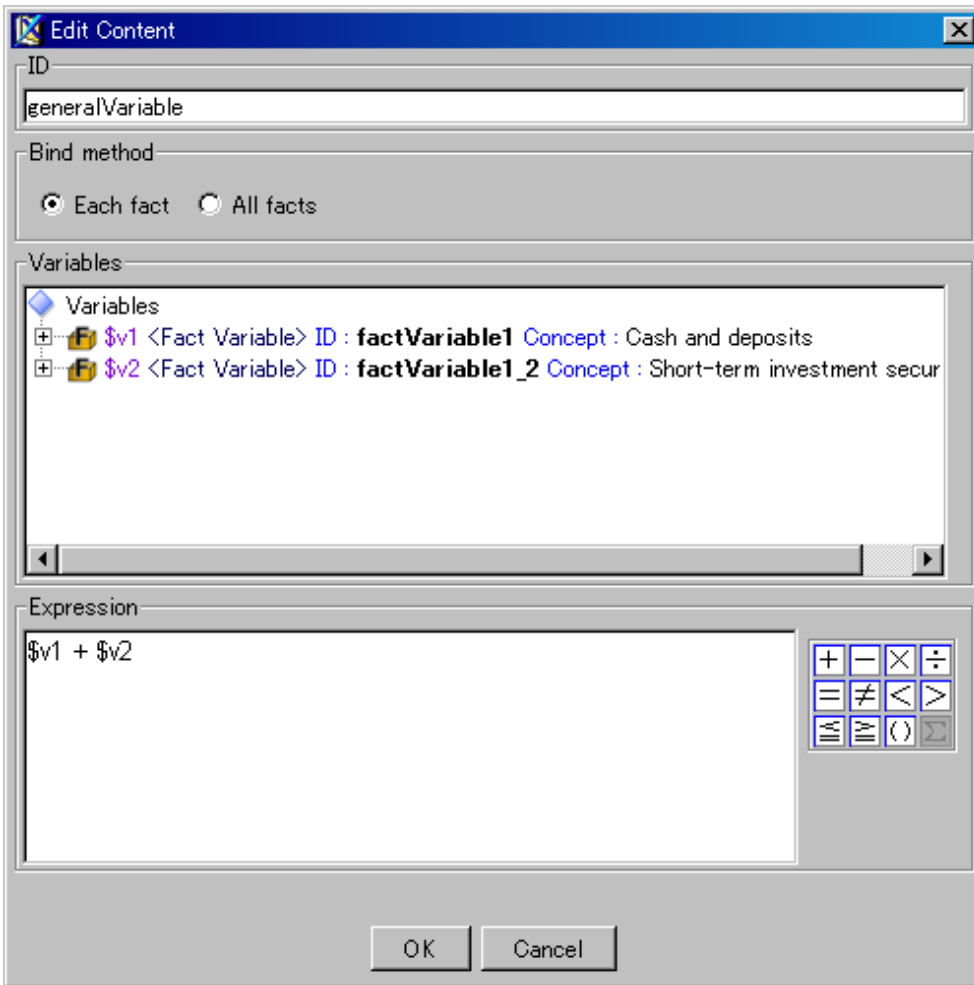 Edit Content
ID
generalVariable
Bind method
Each fact All facts
Variables
Variables
$v1 <Fact Variable> ID : factVariable1 Concept : Cash and deposits
$v2 <Fact Variable> ID : factVariable1_2 Concept : Short-term investment secur
Expression
$v1 + $v2
+ − × ÷
= ≠ < >
≦ ≧ () Σ
OK Cancel